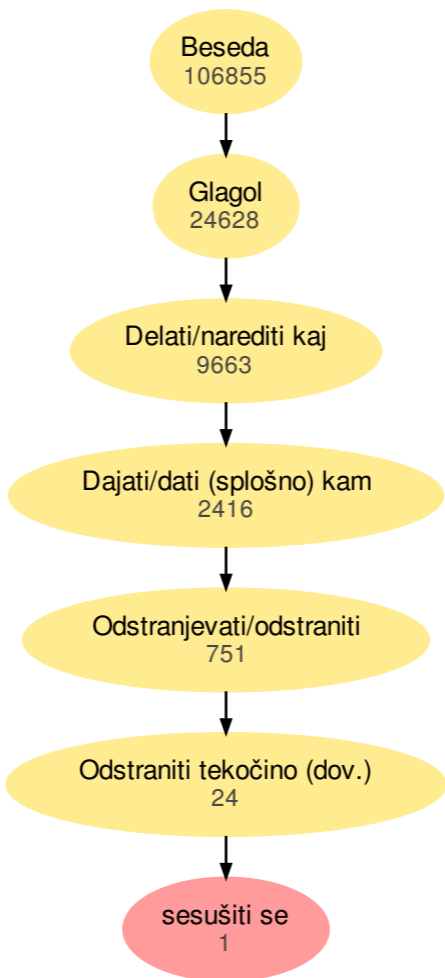 Beseda
106855
Glagol
24628
Delati/narediti kaj
9663
Dajati/dati (splošno) kam
2416
Odstranjevati/odstraniti
751
Odstraniti tekočino (dov.)
24
sesušiti se
1